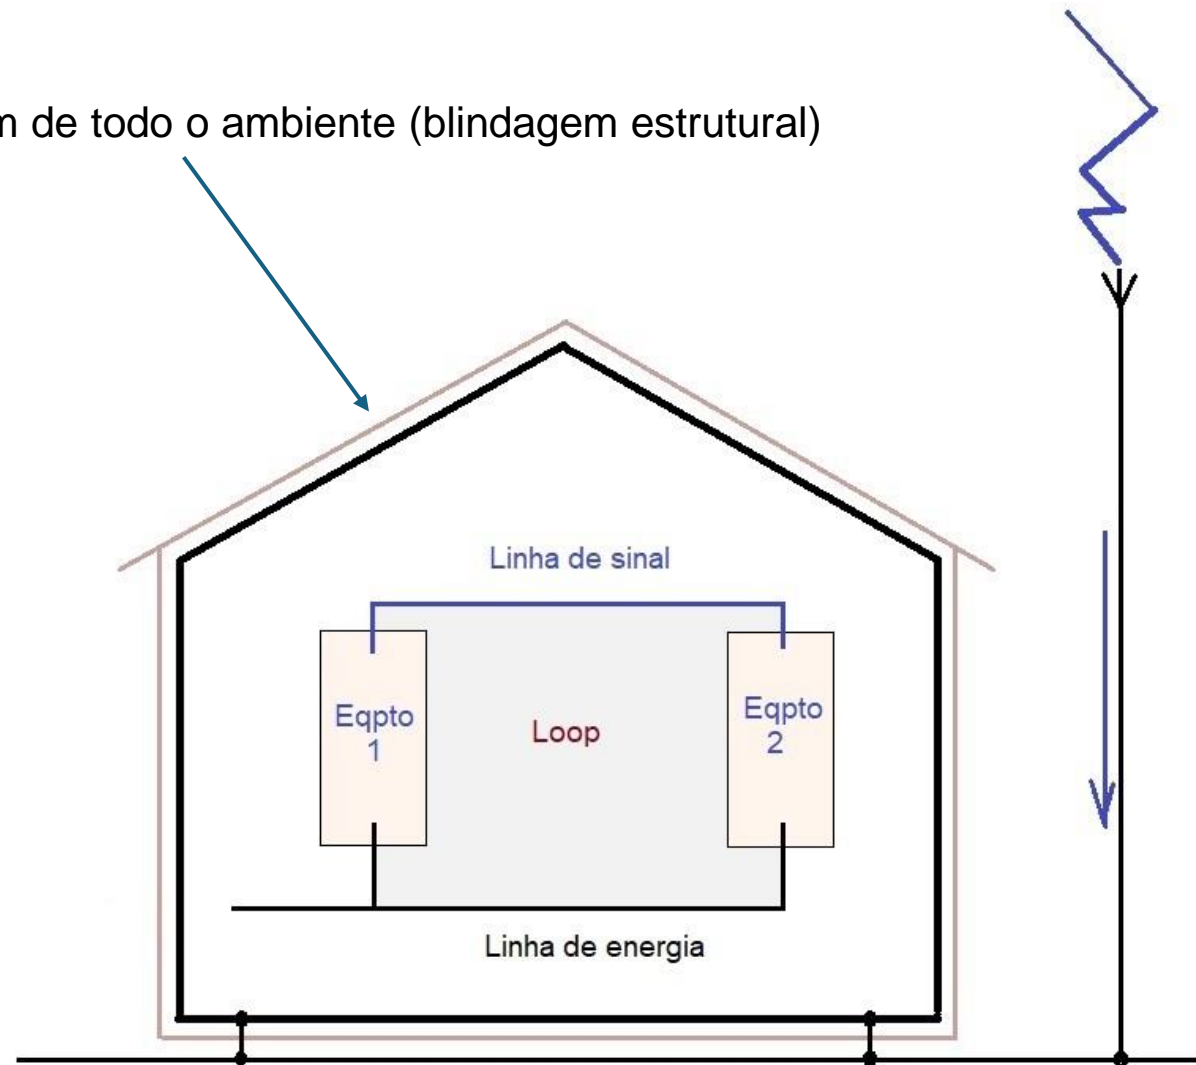 de todo o ambiente (blindagem estrutural)
Linha de sinal
Eqpto
1
Loop
Eqpto
2
Linha de energia